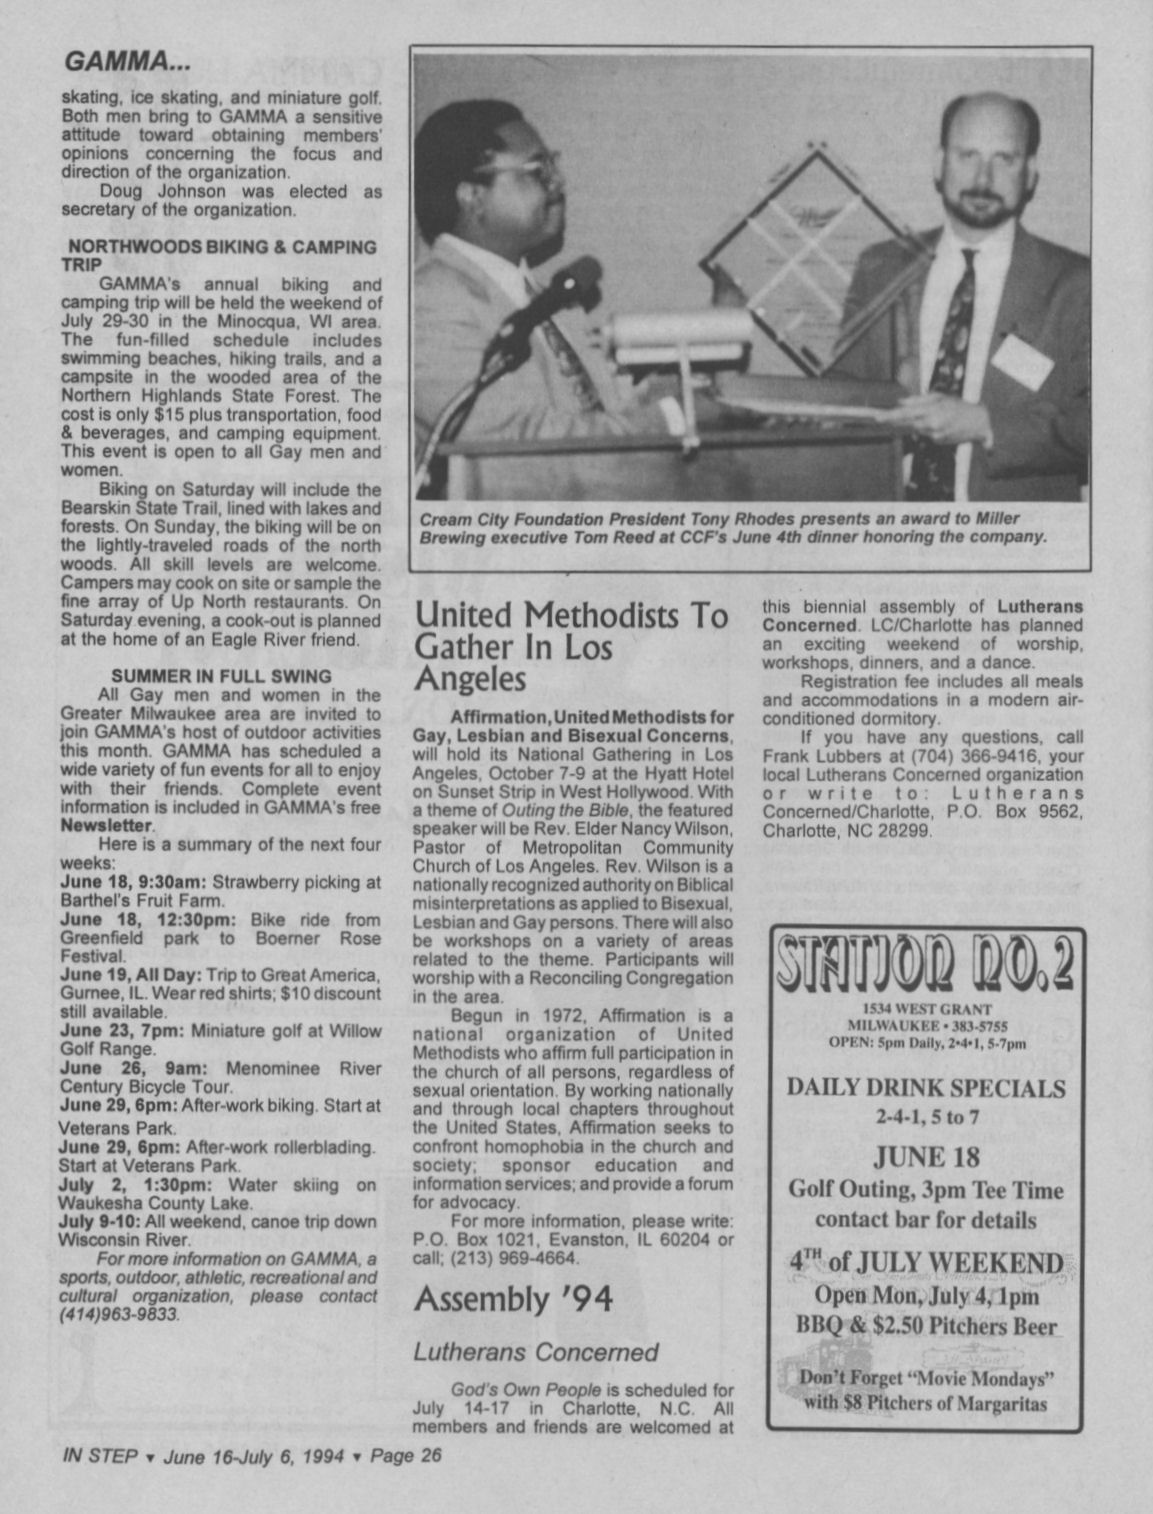 GAMMA...
skating, ice skating, and miniature golf.
Both men bring to GAMMA a sensitive
attitude toward obtaining members'
opinions concerning the focus and
direction of the organization.
Doug Johnson was elected as
secretary of the organization.
NORTHWOODS BIKING & CAMPING
TRIP
GAMMA's annual biking and
camping trip will be held the weekend of
July 29-30 in the Minocqua, WI area.
The fun-filled schedule includes
swimming beaches, hiking trails, and a
campsite in the wooded area of the
Northern Highlands State Forest. The
cost is only $15 plus transportation, food
& beverages, and camping equipment.
This event is open to all Gay men and
women.
Biking on Saturday will include the
Bearskin State Trail, lined with lakes and
forests. On Sunday, the biking will be on
the lightly-traveled roads of the north
woods. All skill levels are welcome.
Campers may cook on site or sample the
fine array of Up North restaurants. On
Saturday evening, a cook-out is planned
at the home of an Eagle River friend.
SUMMER IN FULL SWING
All Gay men and women in the
Greater Milwaukee area are invited to
join GAMMA's host of outdoor activities
this month. GAMMA has scheduled a
wide variety of fun events for all to enjoy
with their friends. Complete event
information is included in GAMMA's free
Newsletter.
Here is a summary of the next four
weeks:
June 18, 9:30am: Strawberry picking at
Barthel's Fruit Farm.
June 18, 12:30pm: Bike ride from
Greenfield park to Boerner Rose
Festival.
June 19, All Day: Trip to Great America,
Gurnee, IL. Wear red shirts; $10 discount
still available.
June 23, 7pm: Miniature golf at Willow
Golf Range.
June 26, 9am: Menominee River
Century Bicycle Tour.
June 29, 6pm: After-work biking. Start at
Veterans Park.
June 29, 6pm: After-work rollerblading.
Start at Veterans Park.
July 2, 1:30pm: Water skiing on
Waukesha County Lake.
July 9-10: All weekend, canoe trip down
Wisconsin River.
For more information on GAMMA, a
sports, outdoor, athletic, recreational and
cultural organization, please contact
(414)963-9833.
Cream City Foundation President Tony Rhodes presents an award to Miller
Brewing executive Tom Reed at CCF's June 4th dinner honoring the company.
United Methodists To
Gather In Los
Angeles
Affirmation, United Methodists for
Gay, Lesbian and Bisexual Concerns,
will hold its National Gathering in Los
Angeles, October 7-9 at the Hyatt Hotel
on Sunset Strip in West Hollywood. With
a theme of Outing the Bible, the featured
speaker will be Rev. Elder Nancy Wilson,
Pastor of Metropolitan Community
Church of Los Angeles. Rev. Wilson is a
nationally recognized authority on Biblical
misinterpretations as applied to Bisexual,
Lesbian and Gay persons. There will also
be workshops on a variety of areas
related to the theme. Participants will
worship with a Reconciling Congregation
in the area.
Begun in 1972, Affirmation is a
national organization of United
Methodists who affirm full participation in
the church of all persons, regardless of
sexual orientation. By working nationally
and through local chapters throughout
the United States, Affirmation seeks to
confront homophobia in the church and
society; sponsor education and
information services; and provide a forum
for advocacy.
For more information, please write:
P.O. Box 1021, Evanston, IL 60204 or
call; (213) 969-4664.
Assembly '94
Lutherans Concerned
God's Own People is scheduled for
July 14-17 in Charlotte, N.C. All
members and friends are welcomed at
this biennial assembly of Lutherans
Concerned. LC/Charlotte has planned
an exciting weekend of worship,
workshops, dinners, and a dance.
Registration fee includes all meals
and accommodations in a modern air-
conditioned dormitory.
If you have any questions, call
Frank Lubbers at (704) 366-9416, your
local Lutherans Concerned organization
or write to: Lutherans
Concerned/Charlotte, P.O. Box 9562,
Charlotte, NC 28299.
STATION NO.2
1534 WEST GRANT
MILWAUKEE • 383-5755
OPEN: 5pm Daily, 2•4•1, 5-7pm
DAILY DRINK SPECIALS
2-4-1, 5 to 7
JUNE 18
Golf Outing, 3pm Tee Time
contact bar for details
4TH of JULY WEEKEND
Open Mon, July 4, 1pm
BBQ & $2.50 Pitchers Beer
Don't Forget "Movie Mondays"
with $8 Pitchers of Margaritas
IN STEP ▼ June 16-July 6, 1994 ▼ Page 26